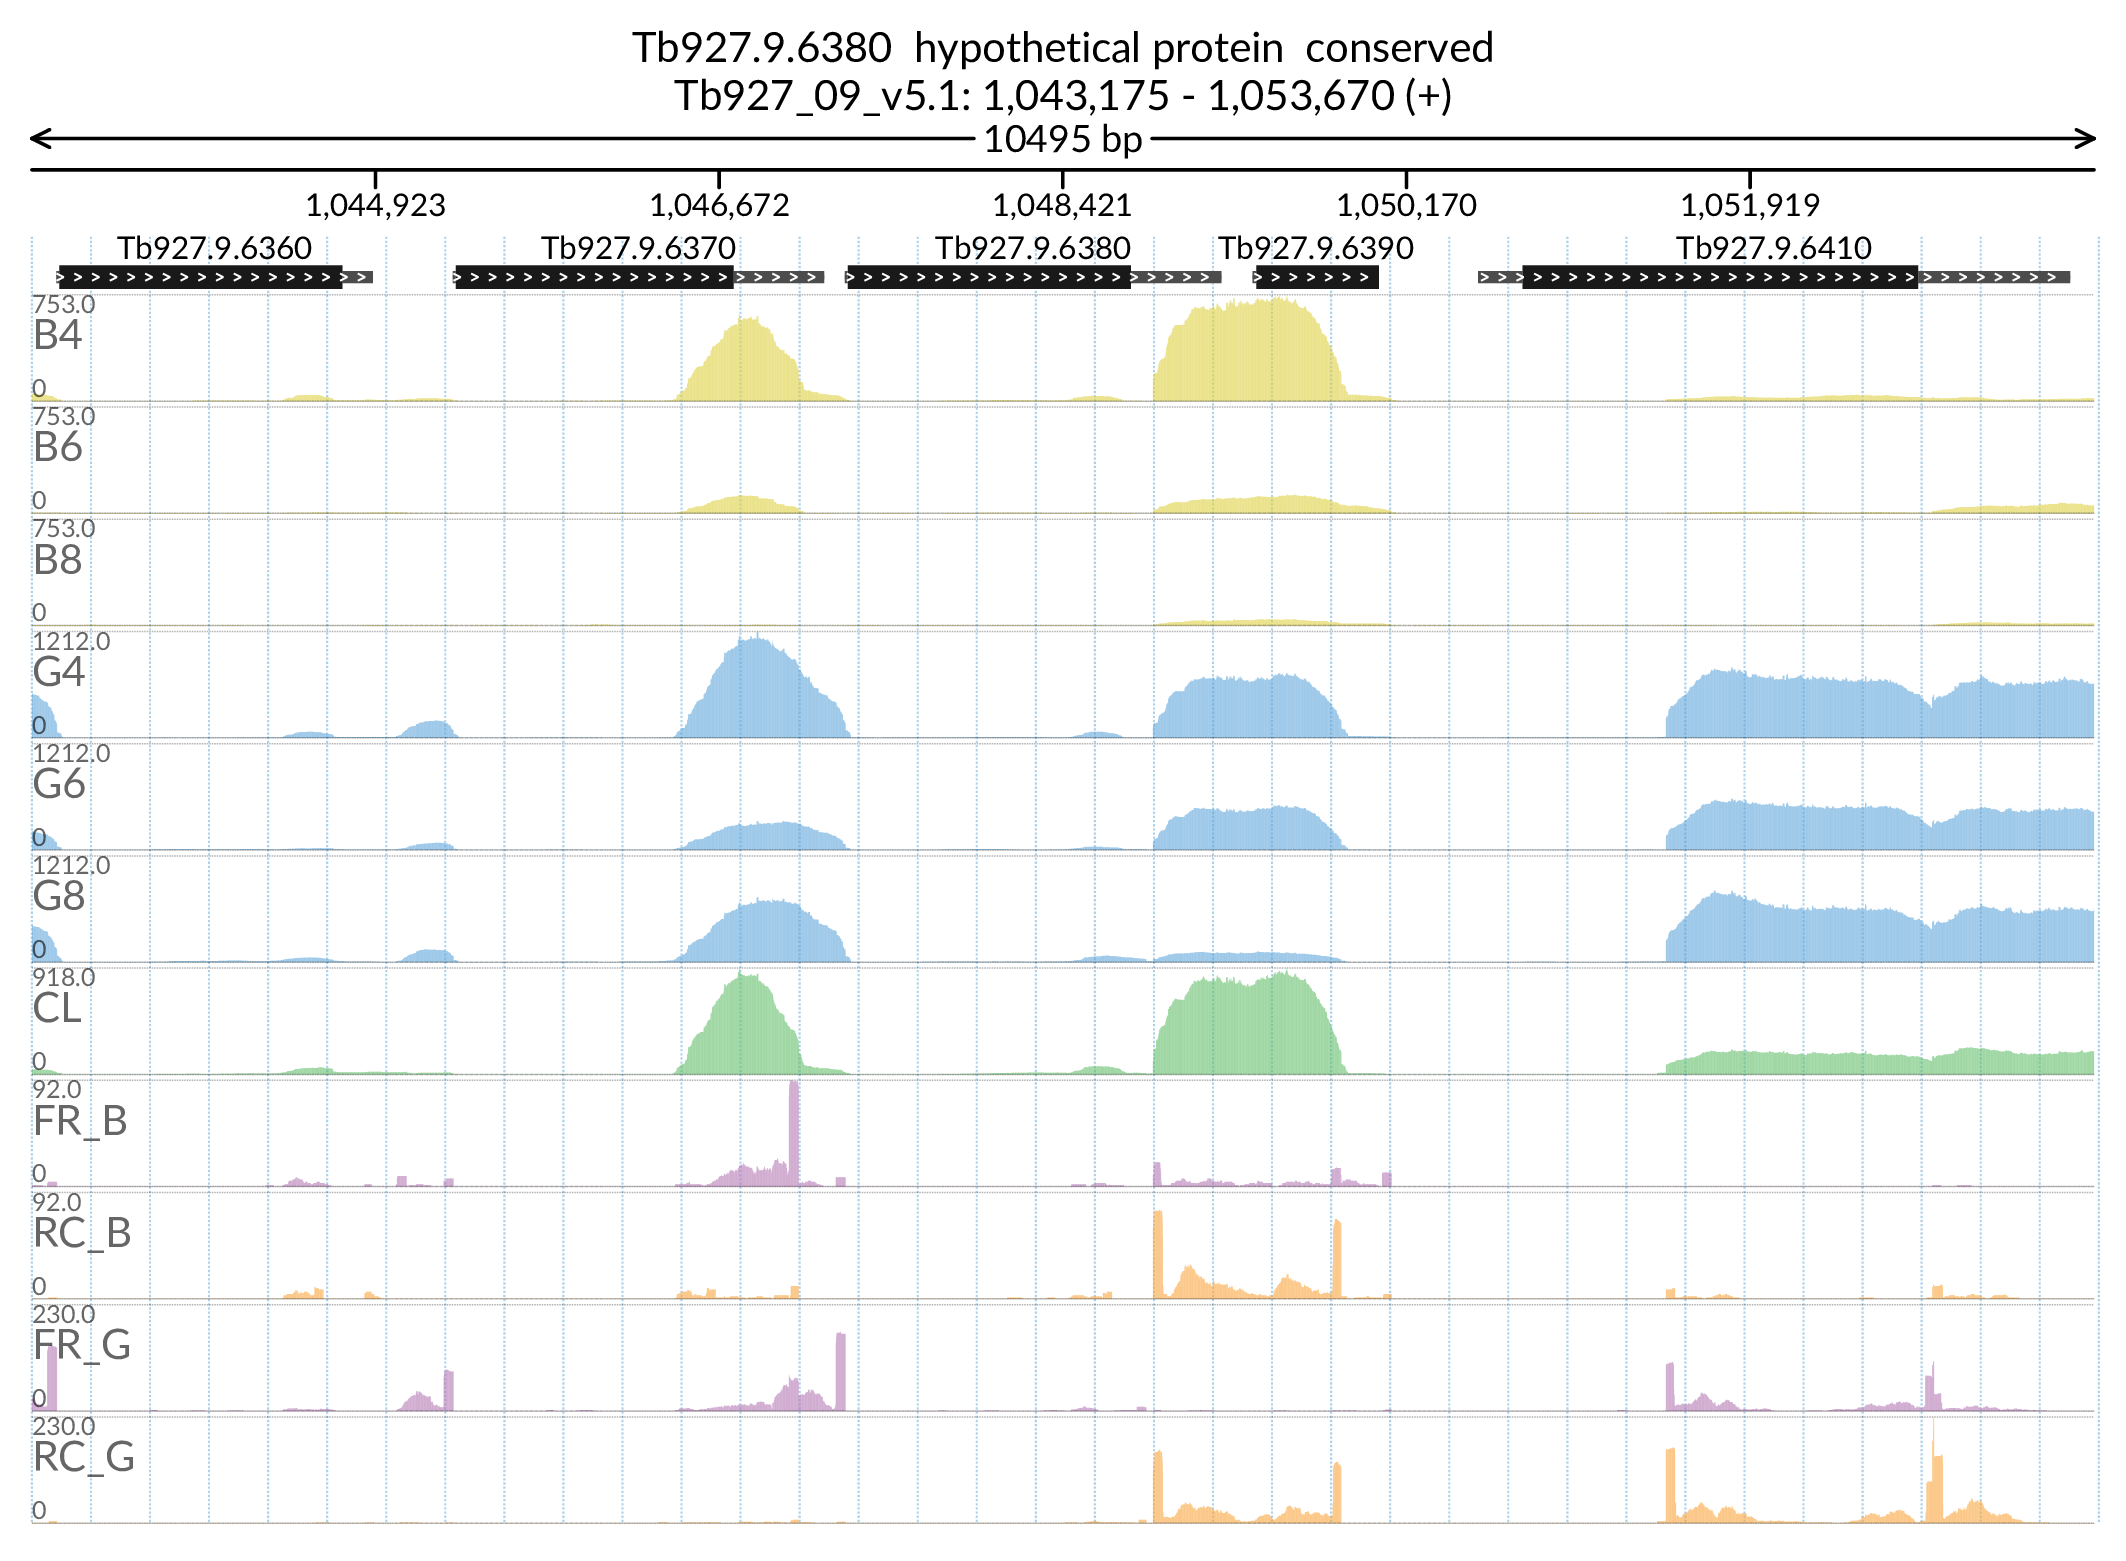 Tb927.9.6380  hypothetical protein  conserved
Tb927_09_v5.1: 1,043,175 - 1,053,670 (+)
10495 bp
1,044,923 1,046,672 1,048,421 1,050,170 1,051,919
Tb927.9.6360 Tb927.9.6370 Tb927.9.6380 Tb927.9.6390 Tb927.9.6410
753.0
B4
0
753.0
B6
0
753.0
B8
0
1212.0
G4
0
1212.0
G6
0
1212.0
G8
0
918.0
CL
0
92.0
FR_B
0
92.0
RC_B
0
230.0
FR_G
0
230.0
RC_G
0